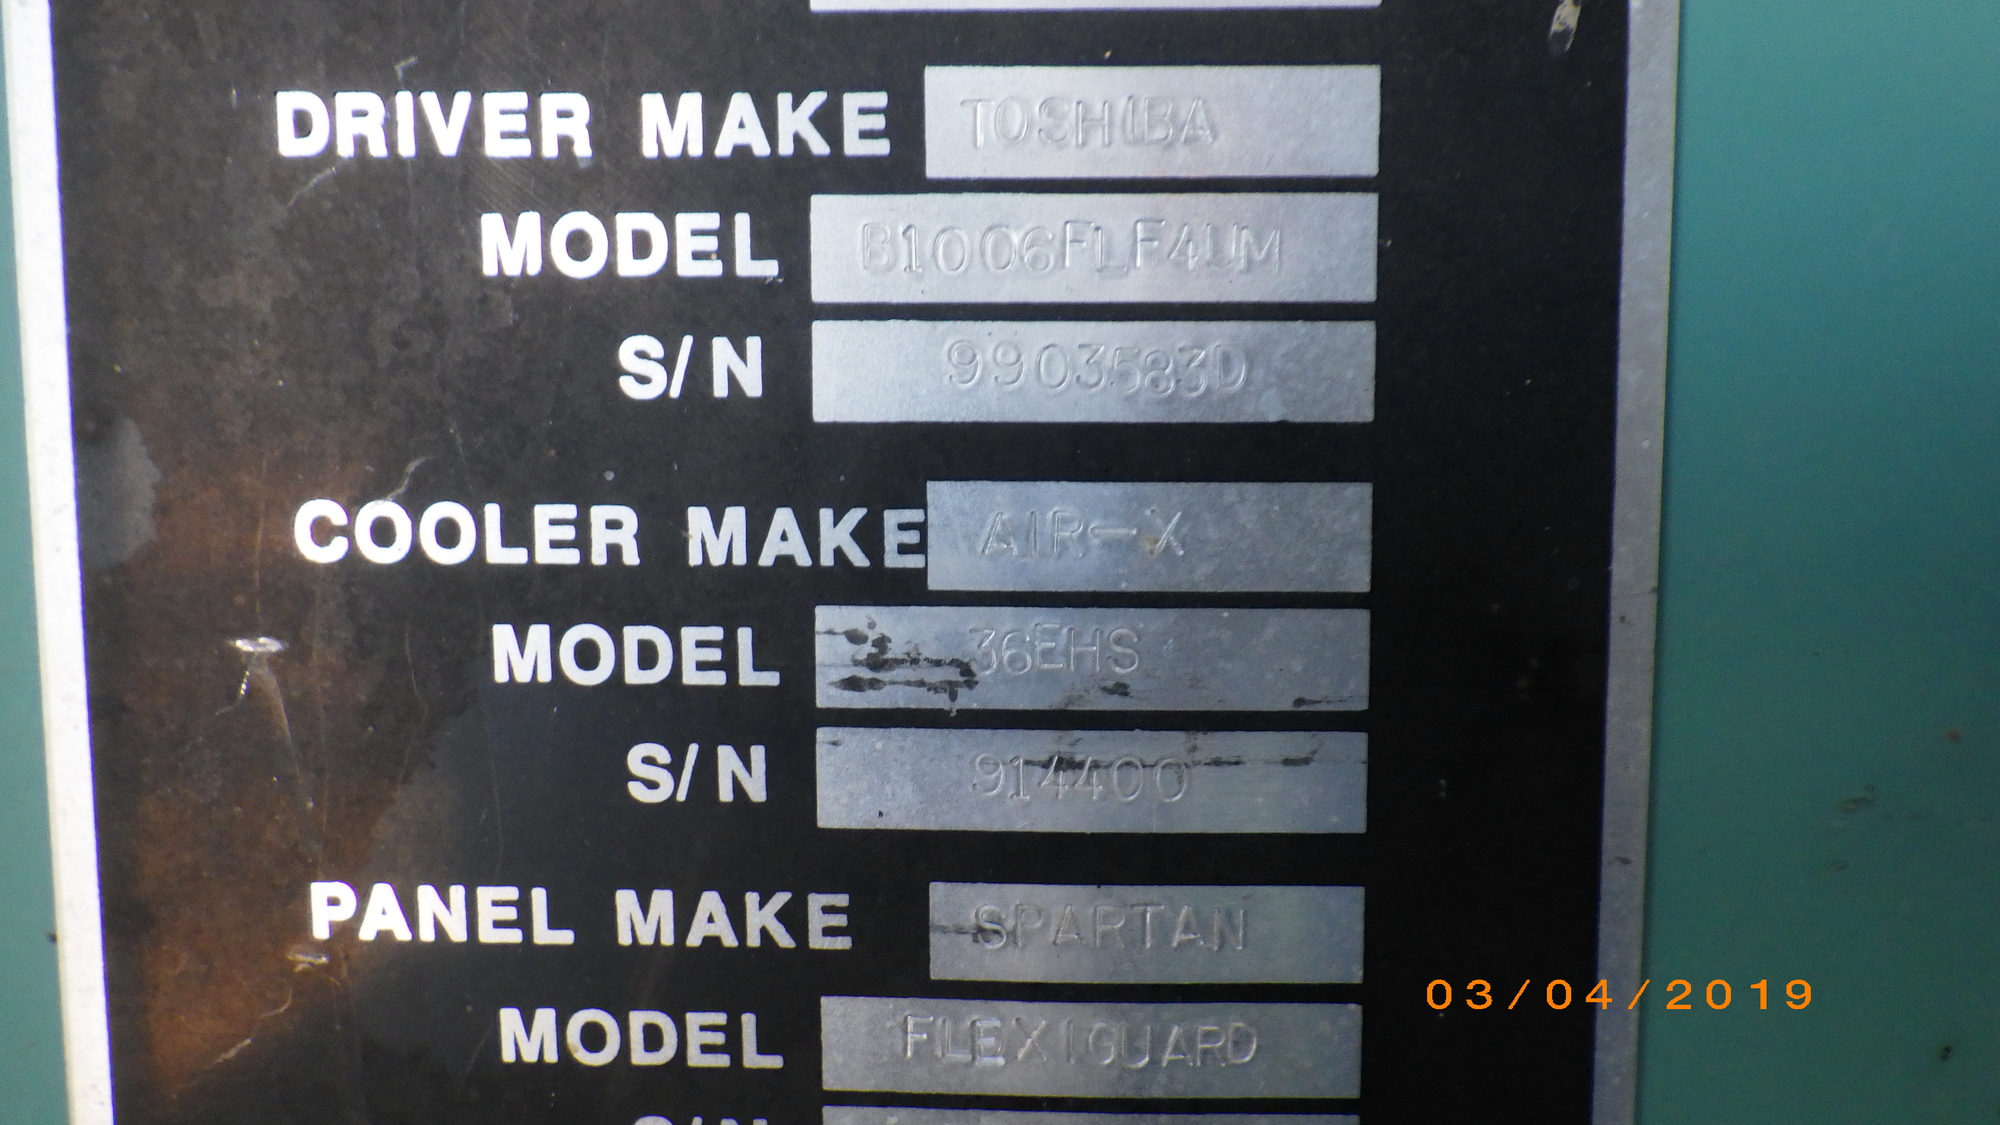 DRIVER MAKE TOSHIBA
MODEL B1006FLF4UM
S/N 9903583D
COOLER MAKE AIR-X
MODEL 36EHS
S/N 914400
PANEL MAKE SPARTAN
03/04/2019
MODEL FLEXIGUARD
S/N